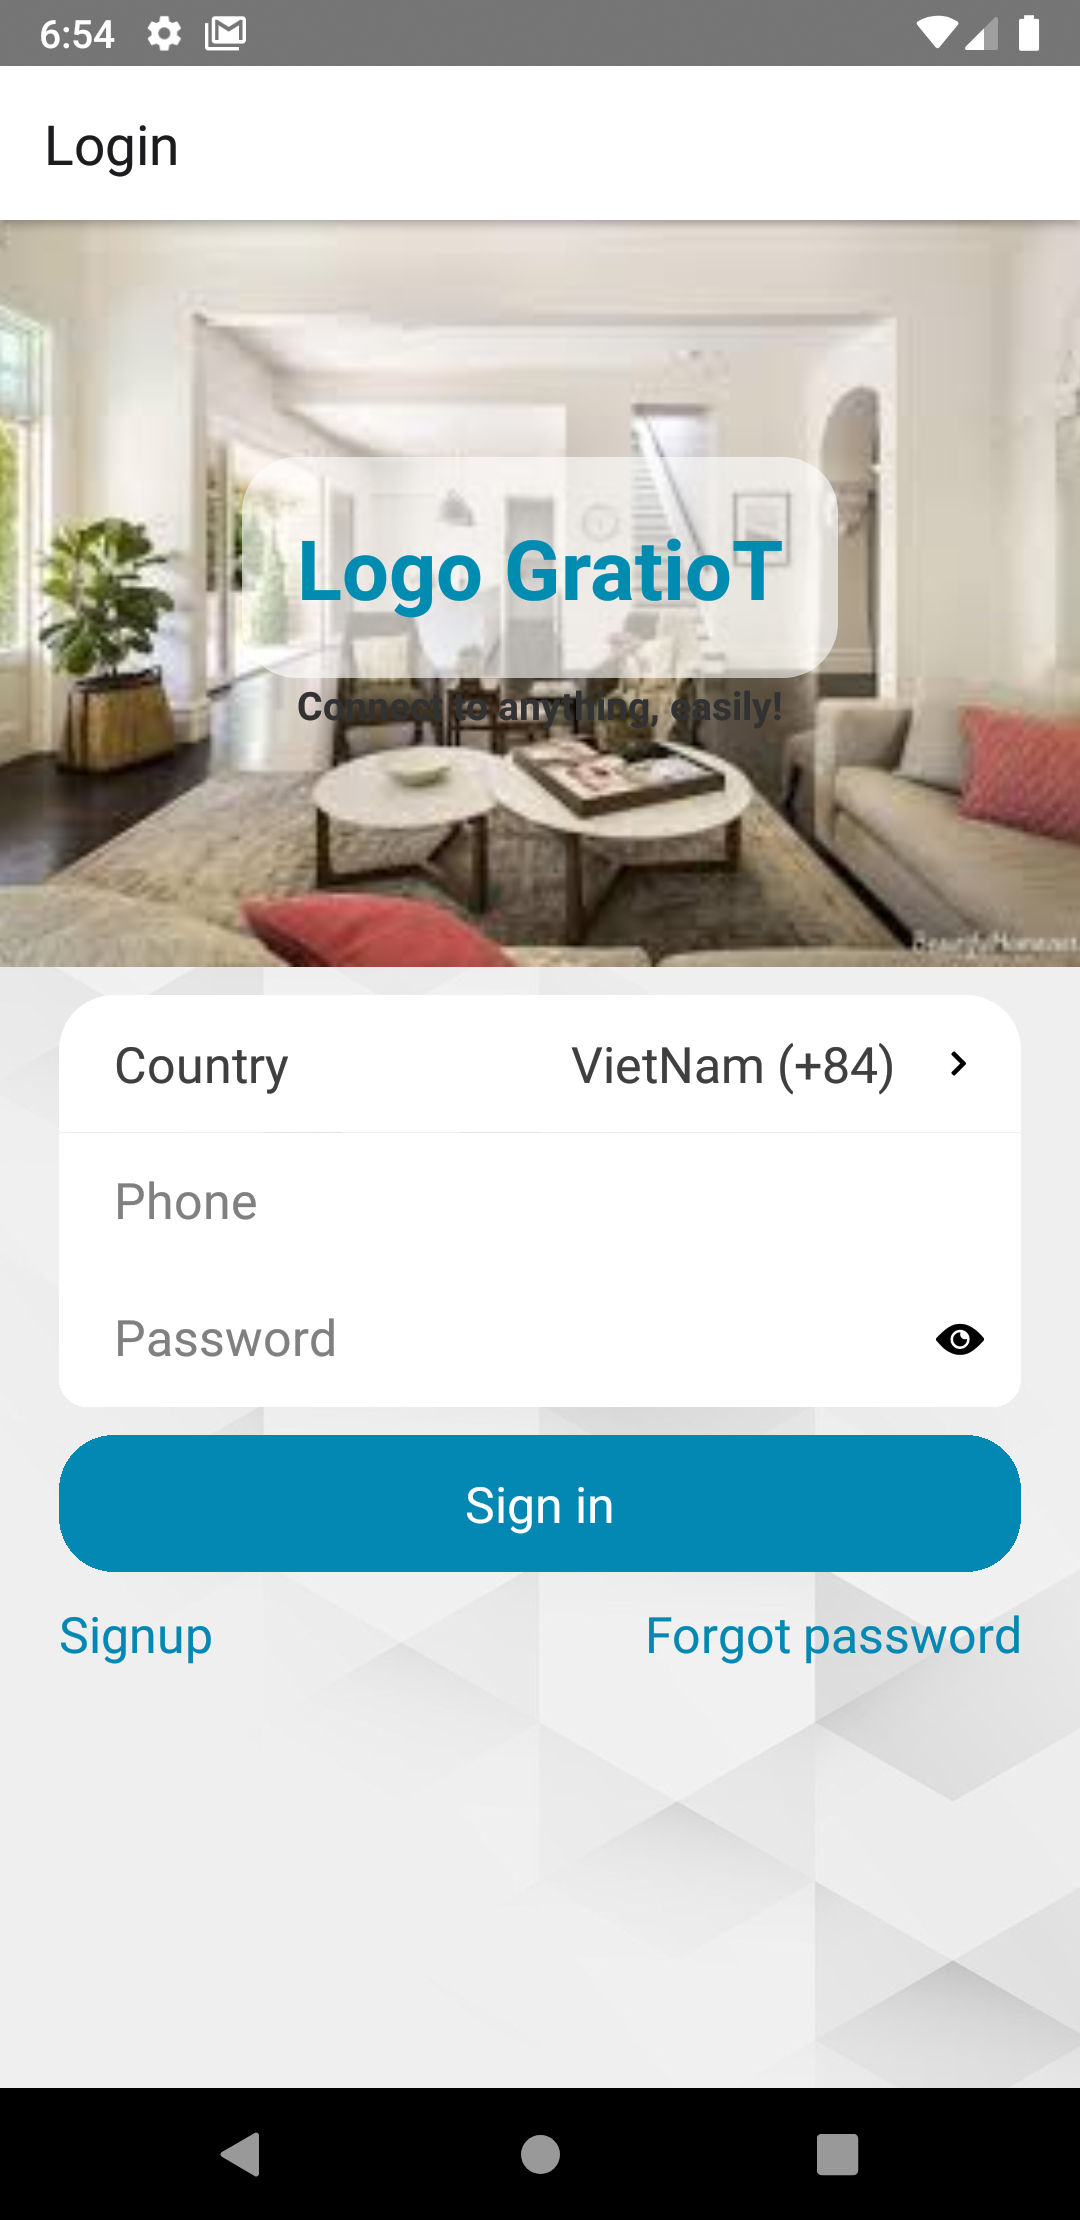 6:54
Login
Logo GratioT
Connect to anything, easily!
BeautifulHomes.net
Country VietNam (+84)
Phone
Password
Sign in
Signup Forgot password